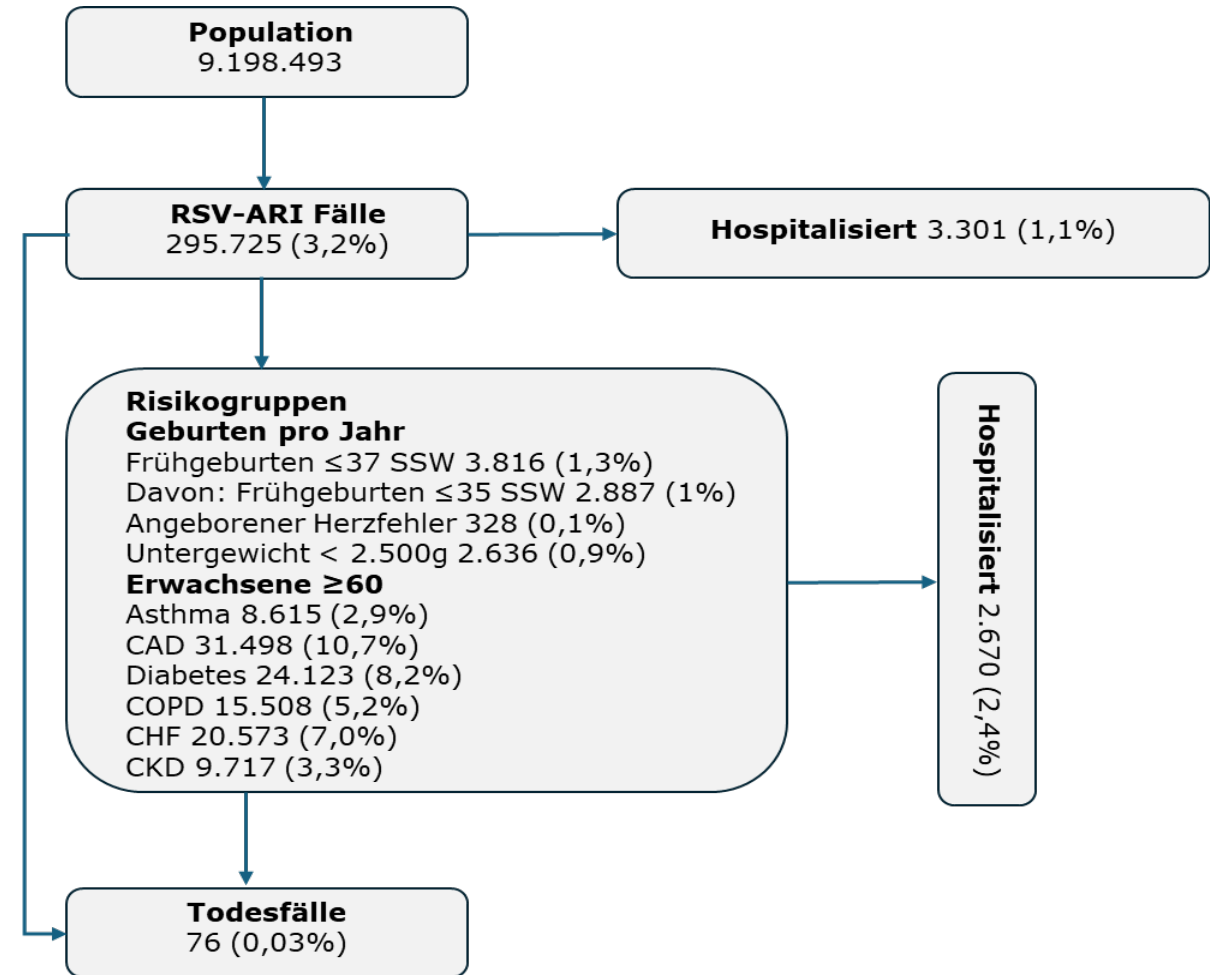 Population
9.198.493
RSV-ARI Fälle
295.725 (3,2%)
Hospitalisiert 3.301 (1,1%)
Risikogruppen
Geburten pro Jahr
Frühgeburten ≤37 SSW 3.816 (1,3%)
Davon: Frühgeburten ≤35 SSW 2.887 (1%)
Angeborener Herzfehler 328 (0,1%)
Untergewicht < 2.500g 2.636 (0,9%)
Erwachsene ≥60
Asthma 8.615 (2,9%)
CAD 31.498 (10,7%)
Diabetes 24.123 (8,2%)
COPD 15.508 (5,2%)
CHF 20.573 (7,0%)
CKD 9.717 (3,3%)
Hospitalisiert 2.670 (2,4%)
Todesfälle
76 (0,03%)